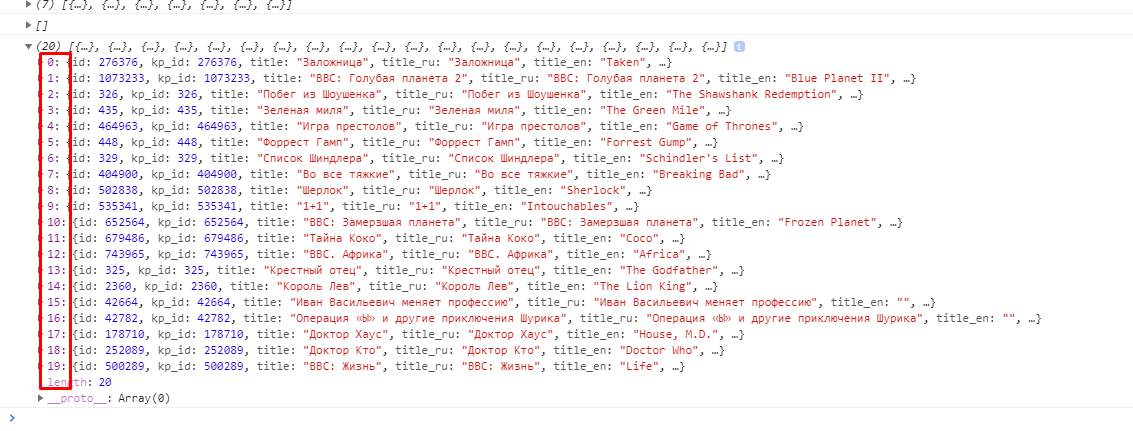 (7) [{…}, {…}, {…}, {…}, {…}, {…}, {…}]
[]
(20) [{…}, {…}, {…}, {…}, {…}, {…}, {…}, {…}, {…}, {…}, {…}, {…}, {…}, {…}, {…}, {…}, {…}, {…}, {…}, {…}] i
0: {id: 276376, kp_id: 276376, title: "Заложница", title_ru: "Заложница", title_en: "Taken", …}
1: {id: 1073233, kp_id: 1073233, title: "BBC: Голубая планета 2", title_ru: "BBC: Голубая планета 2", title_en: "Blue Planet II", …}
2: {id: 326, kp_id: 326, title: "Побег из Шоушенка", title_ru: "Побег из Шоушенка", title_en: "The Shawshank Redemption", …}
3: {id: 435, kp_id: 435, title: "Зеленая миля", title_ru: "Зеленая миля", title_en: "The Green Mile", …}
4: {id: 464963, kp_id: 464963, title: "Игра престолов", title_ru: "Игра престолов", title_en: "Game of Thrones", …}
5: {id: 448, kp_id: 448, title: "Форрест Гамп", title_ru: "Форрест Гамп", title_en: "Forrest Gump", …}
6: {id: 329, kp_id: 329, title: "Список Шиндлера", title_ru: "Список Шиндлера", title_en: "Schindler's List", …}
7: {id: 404900, kp_id: 404900, title: "Во все тяжкие", title_ru: "Во все тяжкие", title_en: "Breaking Bad", …}
8: {id: 502838, kp_id: 502838, title: "Шерлок", title_ru: "Шерлок", title_en: "Sherlock", …}
9: {id: 535341, kp_id: 535341, title: "1+1", title_ru: "1+1", title_en: "Intouchables", …}
10: {id: 652564, kp_id: 652564, title: "BBC: Замерзшая планета", title_ru: "BBC: Замерзшая планета", title_en: "Frozen Planet", …}
11: {id: 679486, kp_id: 679486, title: "Тайна Коко", title_ru: "Тайна Коко", title_en: "Coco", …}
12: {id: 743965, kp_id: 743965, title: "BBC. Африка", title_ru: "BBC. Африка", title_en: "Africa", …}
13: {id: 325, kp_id: 325, title: "Крестный отец", title_ru: "Крестный отец", title_en: "The Godfather", …}
14: {id: 2360, kp_id: 2360, title: "Король Лев", title_ru: "Король Лев", title_en: "The Lion King", …}
15: {id: 42664, kp_id: 42664, title: "Иван Васильевич меняет профессию", title_ru: "Иван Васильевич меняет профессию", title_en: "", …}
16: {id: 42782, kp_id: 42782, title: "Операция «Ы» и другие приключения Шурика", title_ru: "Операция «Ы» и другие приключения Шурика", title_en: "", …}
17: {id: 178710, kp_id: 178710, title: "Доктор Хаус", title_ru: "Доктор Хаус", title_en: "House, M.D.", …}
18: {id: 252089, kp_id: 252089, title: "Доктор Кто", title_ru: "Доктор Кто", title_en: "Doctor Who", …}
19: {id: 500289, kp_id: 500289, title: "BBC: Жизнь", title_ru: "BBC: Жизнь", title_en: "Life", …}
length: 20
__proto__: Array(0)